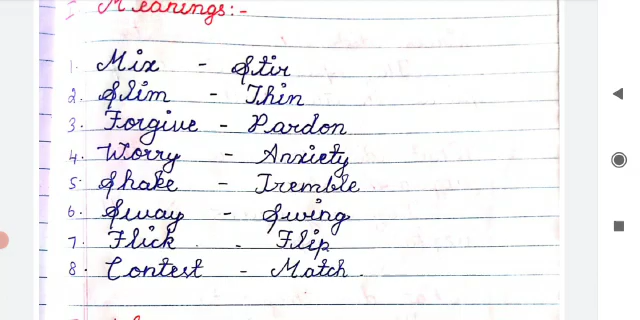 I Meanings:-
1. Mix - Stir
2. Slim - Thin
3. Forgive - Pardon
4. Worry - Anxiety
5. Shake - Tremble
6. Sway - Swing
7. Flick - Flip
8. Contest - Match.